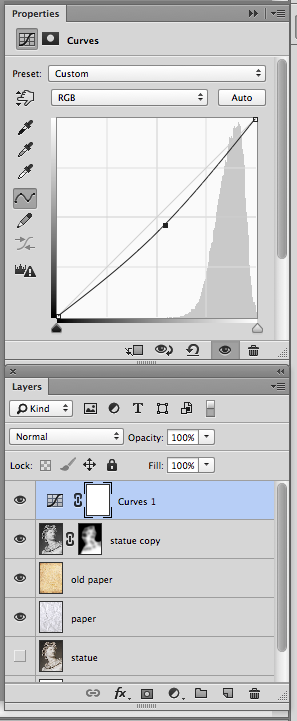 Properties
Curves
Preset: Custom
RGB Auto
Layers
Kind
Normal Opacity: 100%
Lock: Fill: 100%
Curves 1
statue copy
old paper
paper
statue
fx